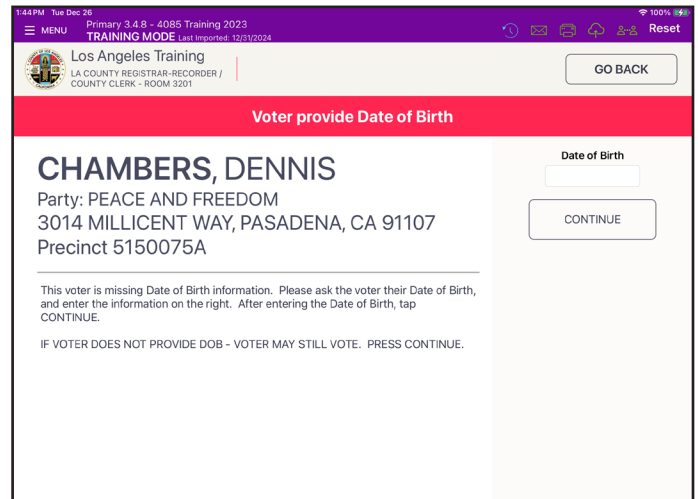 1:44 PM Tue Dec 26
100%
MENU
Primary 3.4.8 - 4085 Training 2023
TRAINING MODE Last Imported: 12/31/2024
Reset
Los Angeles Training
LA COUNTY REGISTRAR-RECORDER /
COUNTY CLERK - ROOM 3201
GO BACK
Voter provide Date of Birth
CHAMBERS, DENNIS
Party: PEACE AND FREEDOM
3014 MILLICENT WAY, PASADENA, CA 91107
Precinct 5150075A
This voter is missing Date of Birth information. Please ask the voter their Date of Birth,
and enter the information on the right. After entering the Date of Birth, tap
CONTINUE.
IF VOTER DOES NOT PROVIDE DOB - VOTER MAY STILL VOTE. PRESS CONTINUE.
Date of Birth
CONTINUE